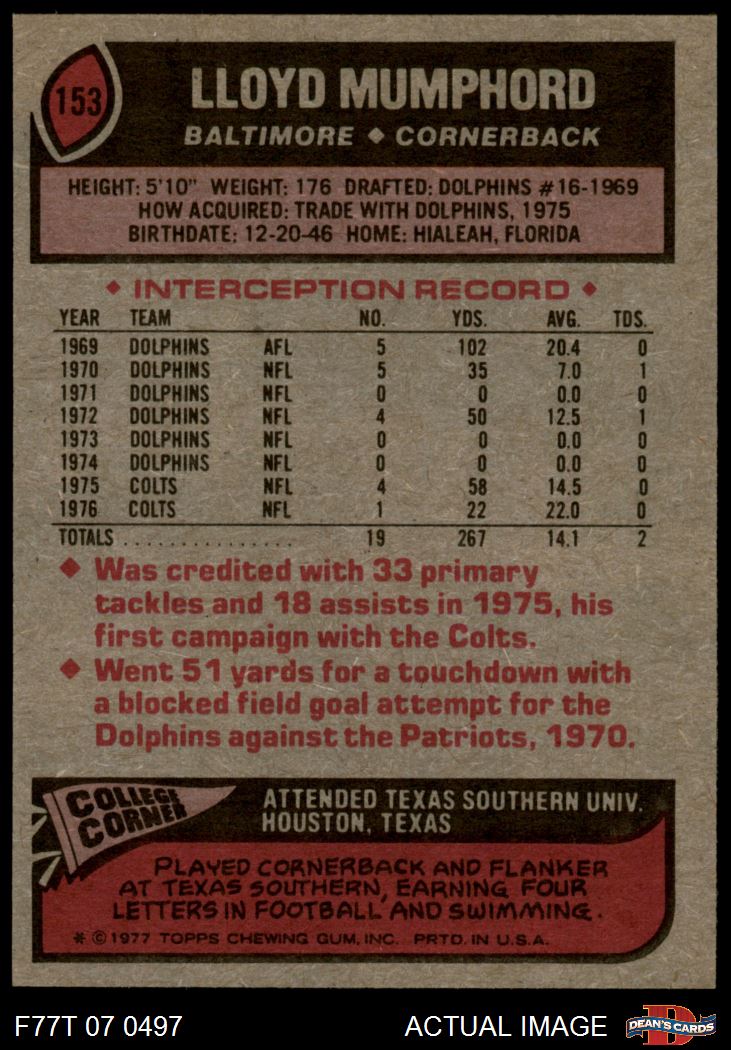 153
LLOYD MUMPHORD
BALTIMORE ◆ CORNERBACK
HEIGHT: 5'10" WEIGHT: 176 DRAFTED: DOLPHINS #16-1969
HOW ACQUIRED: TRADE WITH DOLPHINS, 1975
BIRTHDATE: 12-20-46 HOME: HIALEAH, FLORIDA
◆ INTERCEPTION RECORD ◆
YEAR TEAM NO. YDS. AVG. TDS.
1969 DOLPHINS AFL 5 102 20.4 0
1970 DOLPHINS NFL 5 35 7.0 1
1971 DOLPHINS NFL 0 0 0.0 0
1972 DOLPHINS NFL 4 50 12.5 1
1973 DOLPHINS NFL 0 0 0.0 0
1974 DOLPHINS NFL 0 0 0.0 0
1975 COLTS NFL 4 58 14.5 0
1976 COLTS NFL 1 22 22.0 0
TOTALS . . . . . . . . . . . . . . . 19 267 14.1 2
◆ Was credited with 33 primary
tackles and 18 assists in 1975, his
first campaign with the Colts.
◆ Went 51 yards for a touchdown with
a blocked field goal attempt for the
Dolphins against the Patriots, 1970.
COLLEGE
CORNER
ATTENDED TEXAS SOUTHERN UNIV.
HOUSTON, TEXAS
PLAYED CORNERBACK AND FLANKER
AT TEXAS SOUTHERN, EARNING FOUR
LETTERS IN FOOTBALL AND SWIMMING.
* © 1977 TOPPS CHEWING GUM, INC. PRTD. IN U.S.A.
F77T 07 0497 ACTUAL IMAGE
D
DEAN'S CARDS